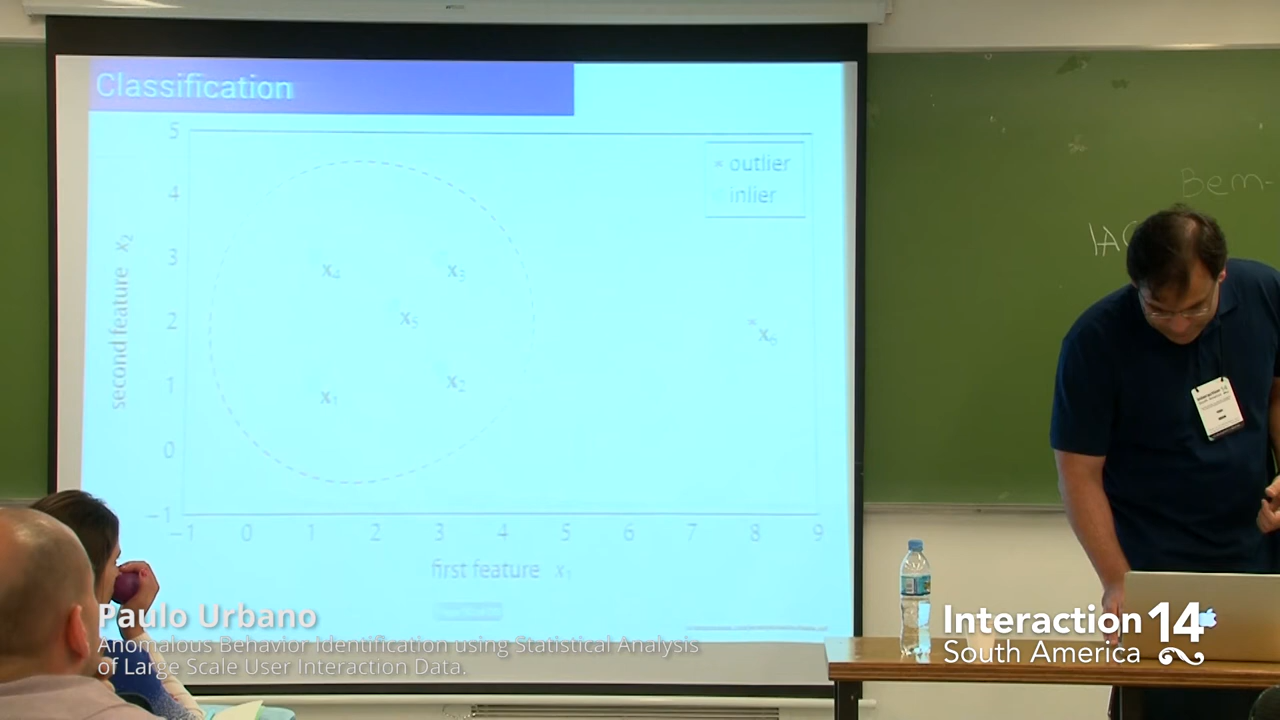 Classification
5
4
3
2
1
0
−1
second feature x₂
outlier
inlier
x₄
x₃
x₅
x₂
x₁
x₆
−1 0 1 2 3 4 5 6 7 8 9
first feature x₁
Bem-
Interaction 14
Paulo Urbano
Anomalous Behavior Identification using Statistical Analysis
of Large Scale User Interaction Data.
Interaction 14
South America